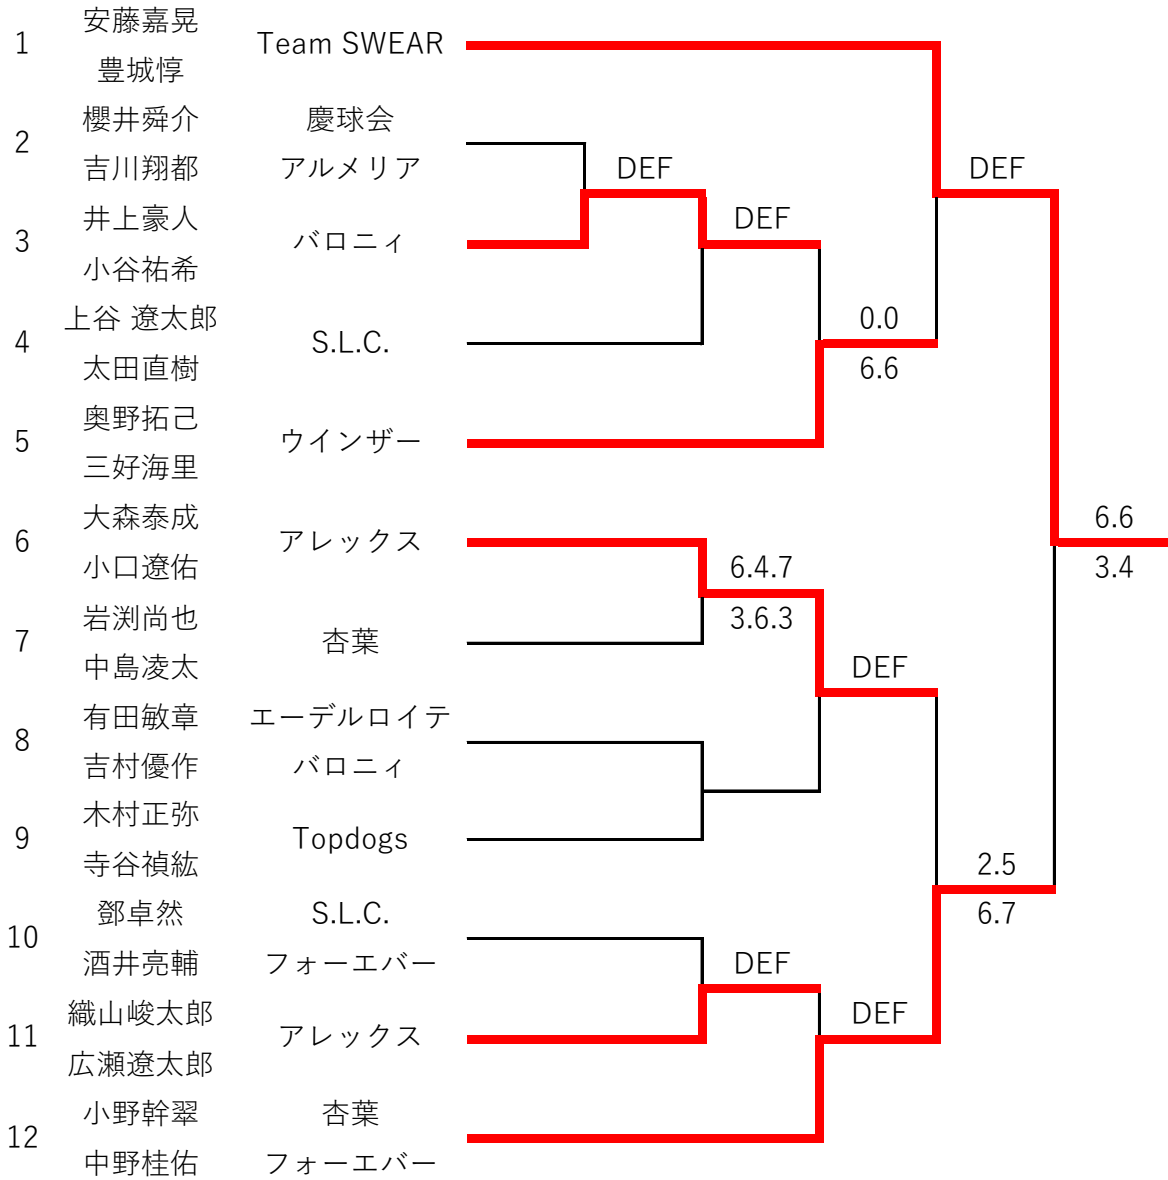 安藤嘉晃
1 Team SWEAR
豊城惇
櫻井舜介 慶球会
2
吉川翔都 アルメリア DEF DEF
井上豪人 DEF
3 バロニィ
小谷祐希
上谷 遼太郎 0.0
4 S.L.C.
太田直樹 6.6
奥野拓己
5 ウインザー
三好海里
大森泰成 6.6
6 アレックス
小口遼佑 6.4.7 3.4
岩渕尚也 3.6.3
7 杏葉
中島凌太 DEF
有田敏章 エーデルロイテ
8
吉村優作 バロニィ
木村正弥
9 Topdogs
寺谷禎紘 2.5
鄧卓然 S.L.C. 6.7
10
酒井亮輔 フォーエバー DEF
織山峻太郎 DEF
11 アレックス
広瀬遼太郎
小野幹翠 杏葉
12
中野桂佑 フォーエバー